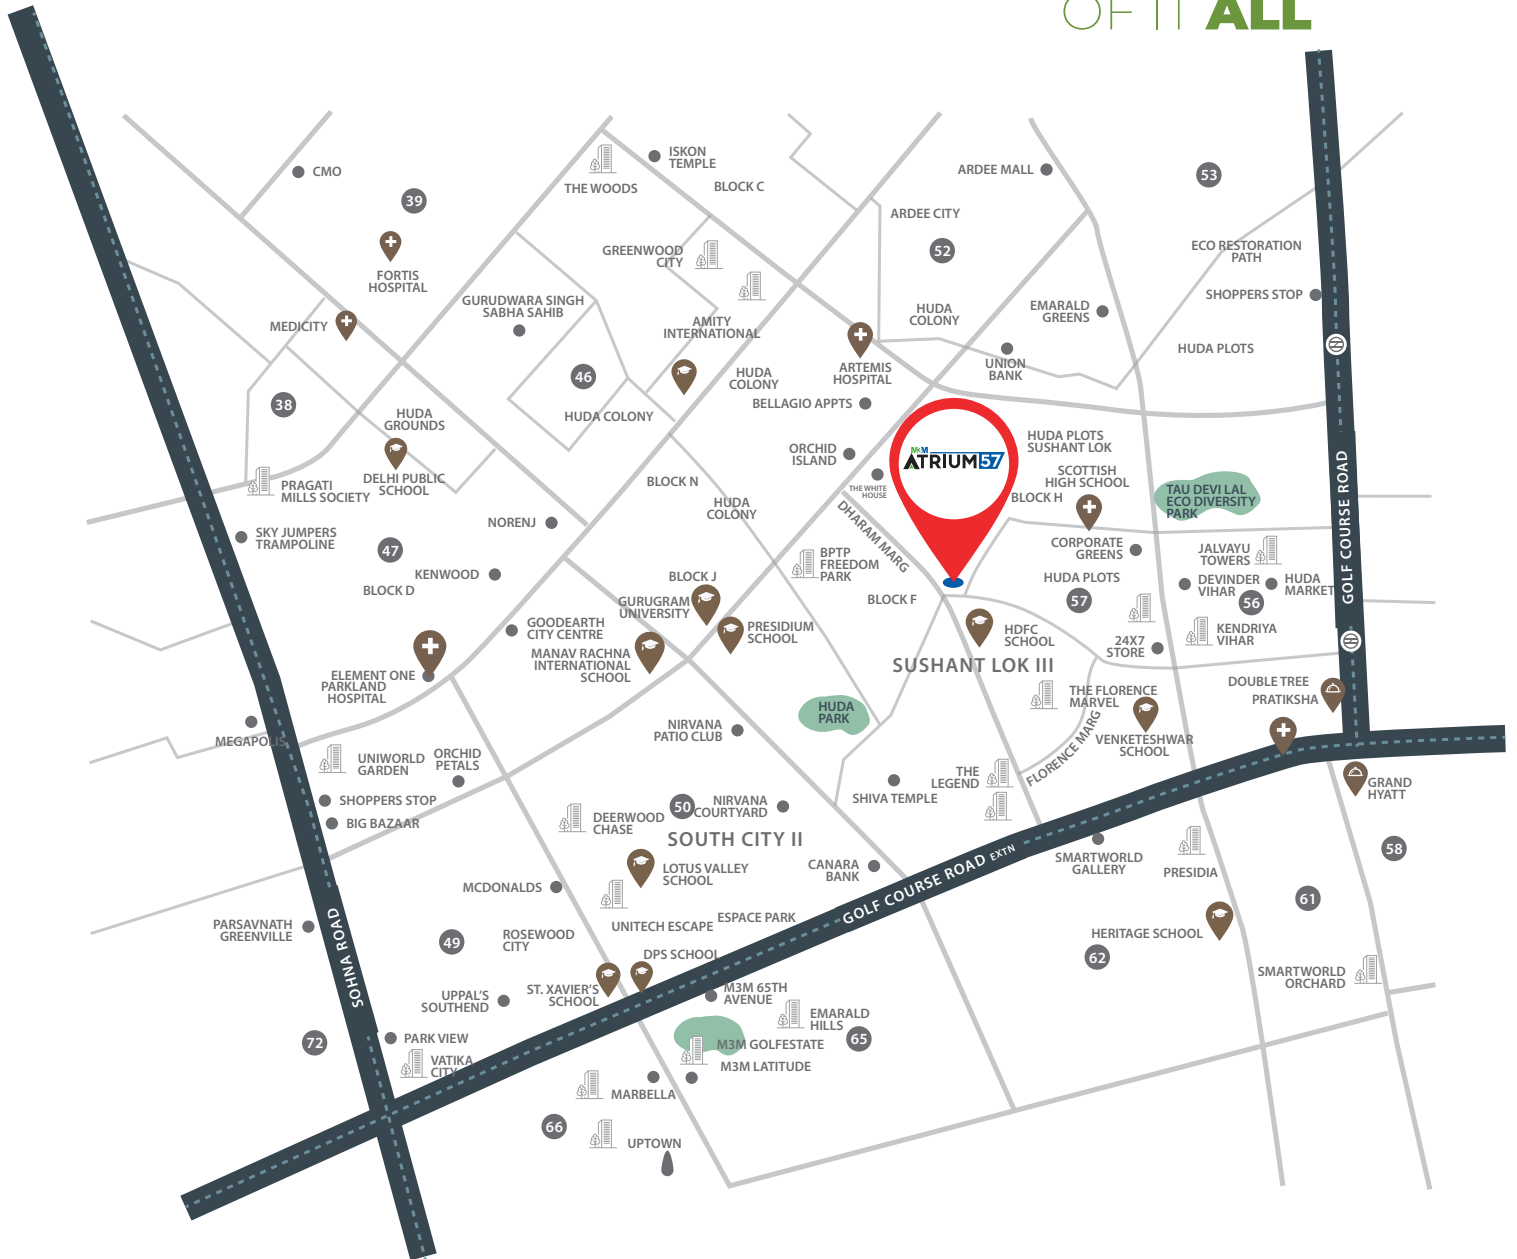 OF IT ALL
CMO
39
FORTIS
HOSPITAL
MEDICITY
38
THE WOODS
ISKON
TEMPLE
BLOCK C
GREENWOOD
CITY
GURUDWARA SINGH
SABHA SAHIB
AMITY
INTERNATIONAL
46
HUDA COLONY
HUDA
COLONY
ARDEE MALL
ARDEE CITY
52
HUDA
COLONY
EMARALD
GREENS
UNION
BANK
53
ECO RESTORATION
PATH
SHOPPERS STOP
HUDA PLOTS
ARTEMIS
HOSPITAL
BELLAGIO APPTS
ORCHID
ISLAND
THE WHITE
HOUSE
M3M
ATRIUM57
HUDA PLOTS
SUSHANT LOK
SCOTTISH
HIGH SCHOOL
BLOCK H
TAU DEVI LAL
ECO DIVERSITY
PARK
GOLF COURSE ROAD
HUDA
GROUNDS
DELHI PUBLIC
SCHOOL
PRAGATI
MILLS SOCIETY
SKY JUMPERS
TRAMPOLINE
47
BLOCK D
NORENJ
KENWOOD
BLOCK N
HUDA
COLONY
DHARAM MARG
BPTP
FREEDOM
PARK
BLOCK F
CORPORATE
GREENS
HUDA PLOTS
57
JALVAYU
TOWERS
DEVINDER
VIHAR
HUDA
MARKET
56
KENDRIYA
VIHAR
24X7
STORE
BLOCK J
GURUGRAM
UNIVERSITY
PRESIDIUM
SCHOOL
GOODEARTH
CITY CENTRE
MANAV RACHNA
INTERNATIONAL
SCHOOL
ELEMENT ONE
PARKLAND
HOSPITAL
HDFC
SCHOOL
SUSHANT LOK III
THE FLORENCE
MARVEL
FLORENCE MARG
VENKETESHWAR
SCHOOL
DOUBLE TREE
PRATIKSHA
MEGAPOLIS
UNIWORLD
GARDEN
ORCHID
PETALS
SHOPPERS STOP
BIG BAZAAR
NIRVANA
PATIO CLUB
HUDA
PARK
50
NIRVANA
COURTYARD
DEERWOOD
CHASE
SOUTH CITY II
SHIVA TEMPLE
THE
LEGEND
GRAND
HYATT
58
LOTUS VALLEY
SCHOOL
CANARA
BANK
GOLF COURSE ROAD EXTN
SMARTWORLD
GALLERY
PRESIDIA
61
MCDONALDS
UNITECH ESCAPE
ESPACE PARK
PARSAVNATH
GREENVILLE
SOHNA ROAD
49
ROSEWOOD
CITY
DPS SCHOOL
HERITAGE SCHOOL
62
SMARTWORLD
ORCHARD
UPPAL'S
SOUTHEND
ST. XAVIER'S
SCHOOL
M3M 65TH
AVENUE
EMARALD
HILLS
65
72
PARK VIEW
VATIKA
CITY
M3M GOLFESTATE
M3M LATITUDE
MARBELLA
66
UPTOWN